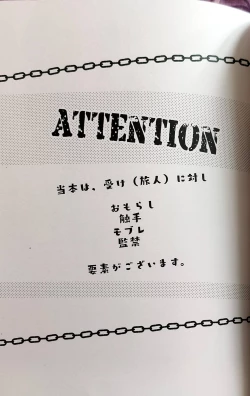 ATTENTION
当本は、受け（旅人）に対し
おもらし
触手
モブレ
監禁
要素がございます。